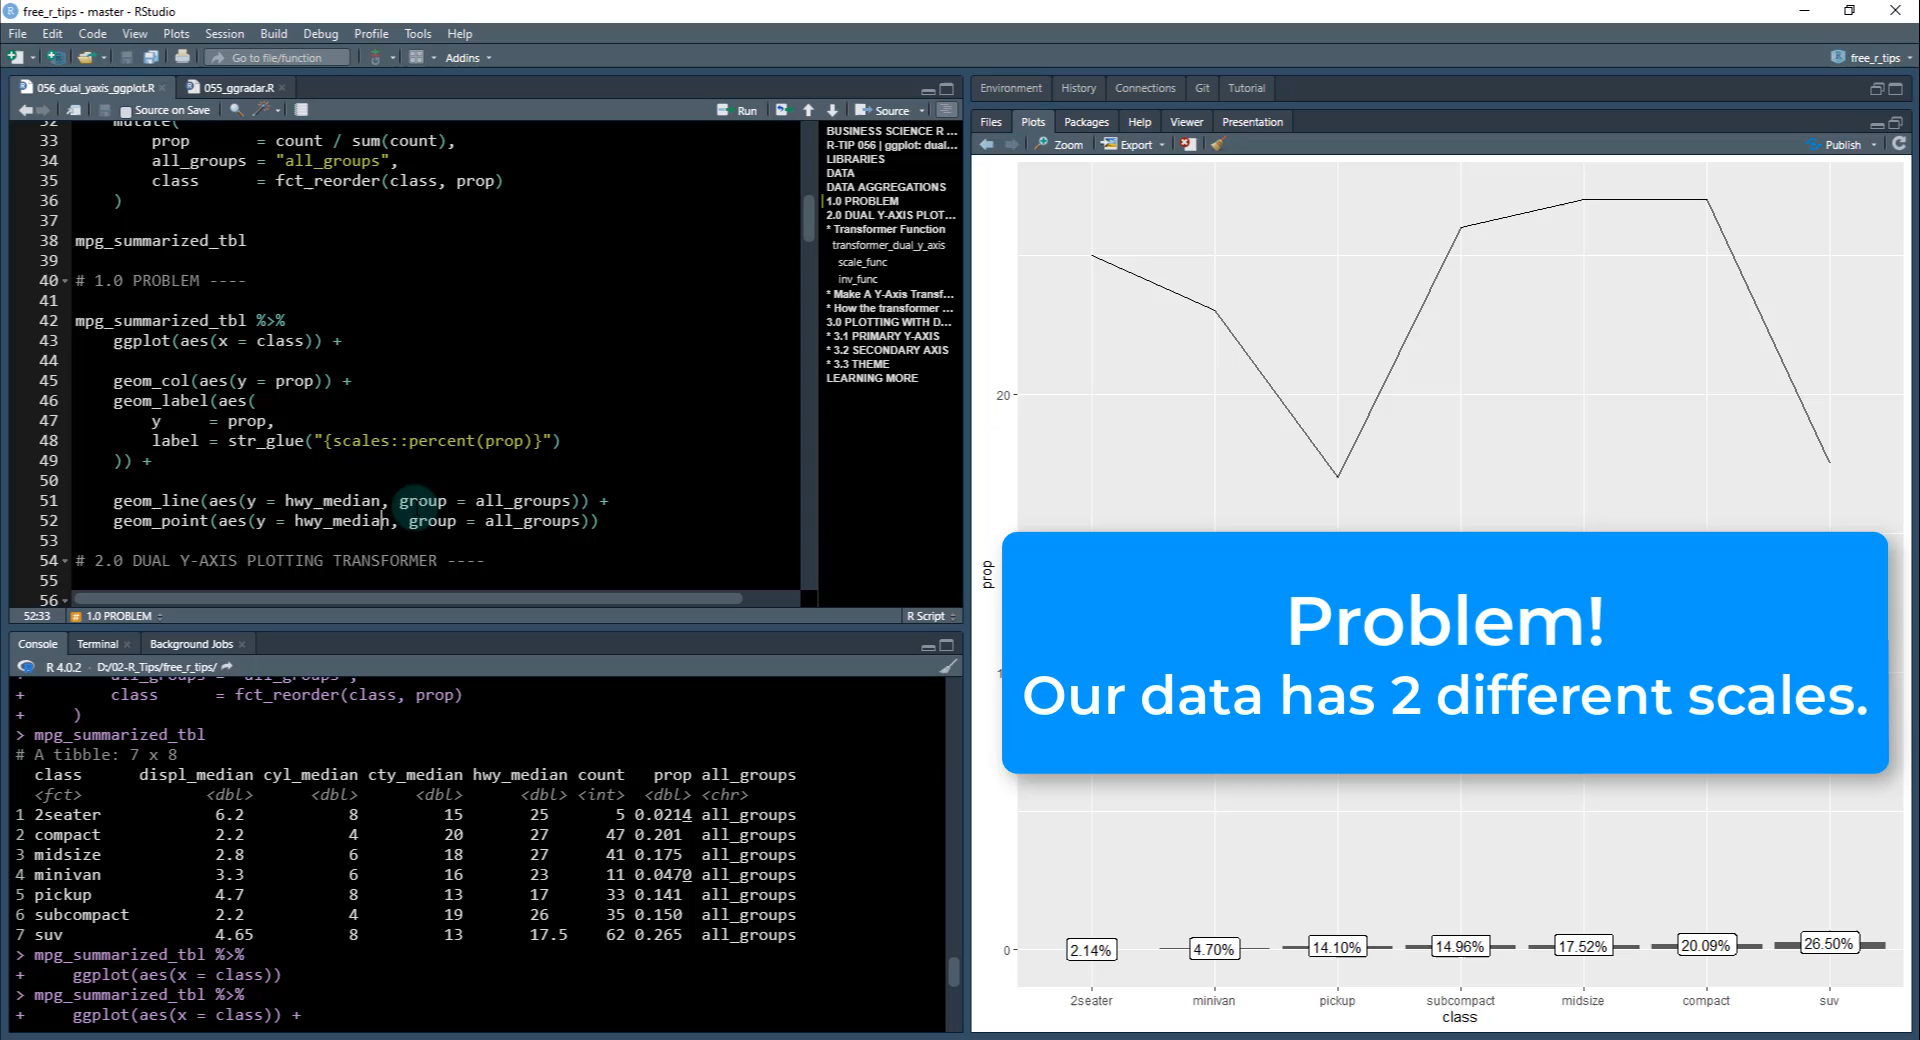 free_r_tips - master - RStudio
File Edit Code View Plots Session Build Debug Profile Tools Help
Go to file/function Addins free_r_tips
056_dual_yaxis_ggplot.R 055_ggradar.R
Source on Save Run Source
33 prop = count / sum(count),
34 all_groups = "all_groups",
35 class = fct_reorder(class, prop)
36 )
37
38 mpg_summarized_tbl
39
40 # 1.0 PROBLEM ----
41
42 mpg_summarized_tbl %>%
43 ggplot(aes(x = class)) +
44
45 geom_col(aes(y = prop)) +
46 geom_label(aes(
47 y = prop,
48 label = str_glue("{scales::percent(prop)}")
49 )) +
50
51 geom_line(aes(y = hwy_median, group = all_groups)) +
52 geom_point(aes(y = hwy_median, group = all_groups))
53
54 # 2.0 DUAL Y-AXIS PLOTTING TRANSFORMER ----
55
56
52:33 1.0 PROBLEM R Script
BUSINESS SCIENCE R ...
R-TIP 056 | ggplot: dual...
LIBRARIES
DATA
DATA AGGREGATIONS
1.0 PROBLEM
2.0 DUAL Y-AXIS PLOT...
* Transformer Function
transformer_dual_y_axis
scale_func
inv_func
* Make A Y-Axis Transf...
* How the transformer ...
3.0 PLOTTING WITH D...
* 3.1 PRIMARY Y-AXIS
* 3.2 SECONDARY AXIS
* 3.3 THEME
LEARNING MORE
Console Terminal Background Jobs
R 4.0.2 · D:/02-R_Tips/free_r_tips/
+ class = fct_reorder(class, prop)
+ )
> mpg_summarized_tbl
# A tibble: 7 x 8
class displ_median cyl_median cty_median hwy_median count prop all_groups
<fct> <dbl> <dbl> <dbl> <dbl> <int> <dbl> <chr>
1 2seater 6.2 8 15 25 5 0.0214 all_groups
2 compact 2.2 4 20 27 47 0.201 all_groups
3 midsize 2.8 6 18 27 41 0.175 all_groups
4 minivan 3.3 6 16 23 11 0.0470 all_groups
5 pickup 4.7 8 13 17 33 0.141 all_groups
6 subcompact 2.2 4 19 26 35 0.150 all_groups
7 suv 4.65 8 13 17.5 62 0.265 all_groups
> mpg_summarized_tbl %>%
+ ggplot(aes(x = class))
> mpg_summarized_tbl %>%
+ ggplot(aes(x = class)) +
Environment History Connections Git Tutorial
Files Plots Packages Help Viewer Presentation
Zoom Export Publish
20
prop
Problem!
Our data has 2 different scales.
0
2.14% 4.70% 14.10% 14.96% 17.52% 20.09% 26.50%
2seater minivan pickup subcompact midsize compact suv
class